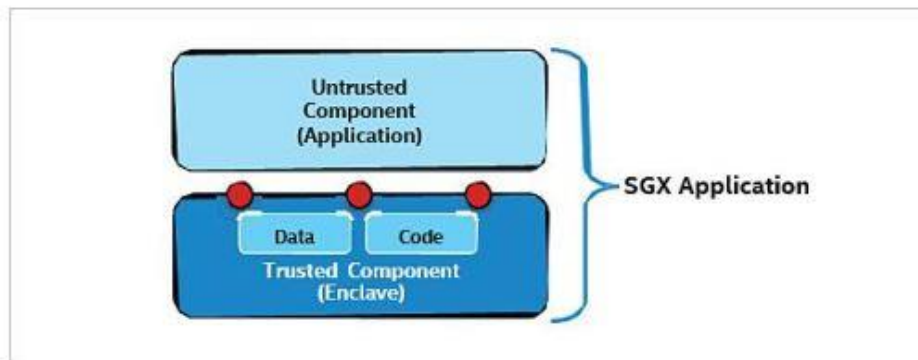 Untrusted
Component
(Application)
SGX Application
Data
Code
Trusted Component
(Enclave)